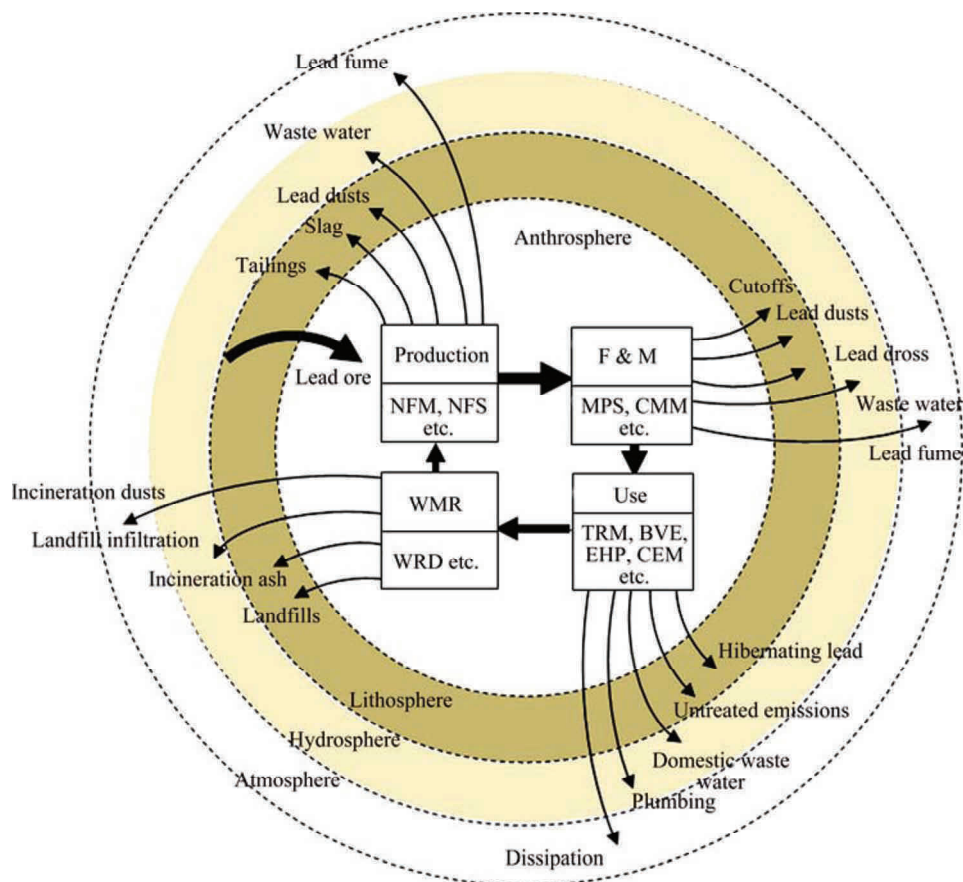 Lead fume
Waste water
Lead dusts
Slag
Tailings
Anthrosphere
Lead ore
Production
NFM, NFS
etc.
F & M
MPS, CMM
etc.
Cutoffs
Lead dusts
Lead dross
Waste water
Lead fume
WMR
WRD etc.
Use
TRM, BVE,
EHP, CEM
etc.
Incineration dusts
Landfill infiltration
Incineration ash
Landfills
Hibernating lead
Untreated emissions
Domestic waste
water
Plumbing
Dissipation
Lithosphere
Hydrosphere
Atmosphere